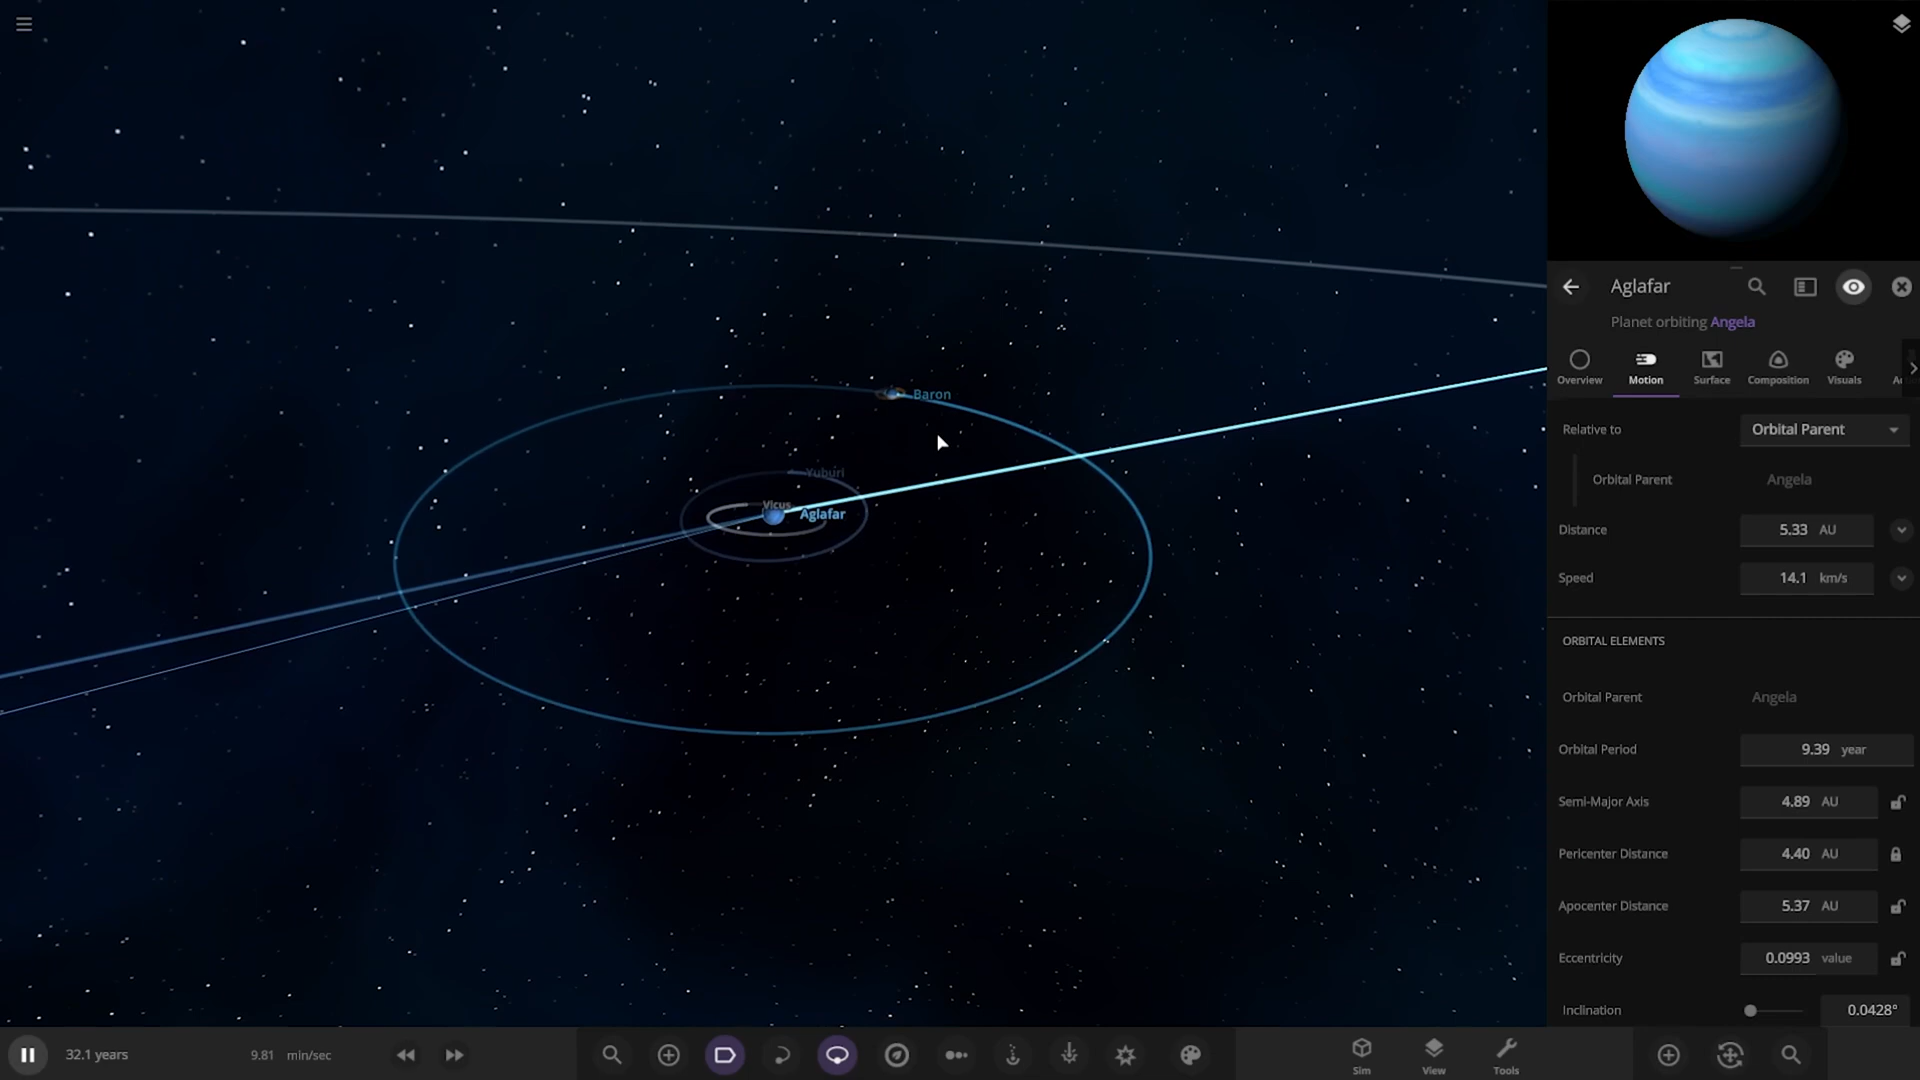 Baron
Yuburi
Vicus
Aglafar
Aglafar
Planet orbiting Angela
Overview
Motion
Surface
Composition
Visuals
Relative to
Orbital Parent
Orbital Parent
Angela
Distance
5.33 AU
Speed
14.1 km/s
ORBITAL ELEMENTS
Orbital Parent
Angela
Orbital Period
9.39 year
Semi-Major Axis
4.89 AU
Pericenter Distance
4.40 AU
Apocenter Distance
5.37 AU
Eccentricity
0.0993 value
Inclination
0.0428°
32.1 years
9.81 min/sec
Sim
View
Tools